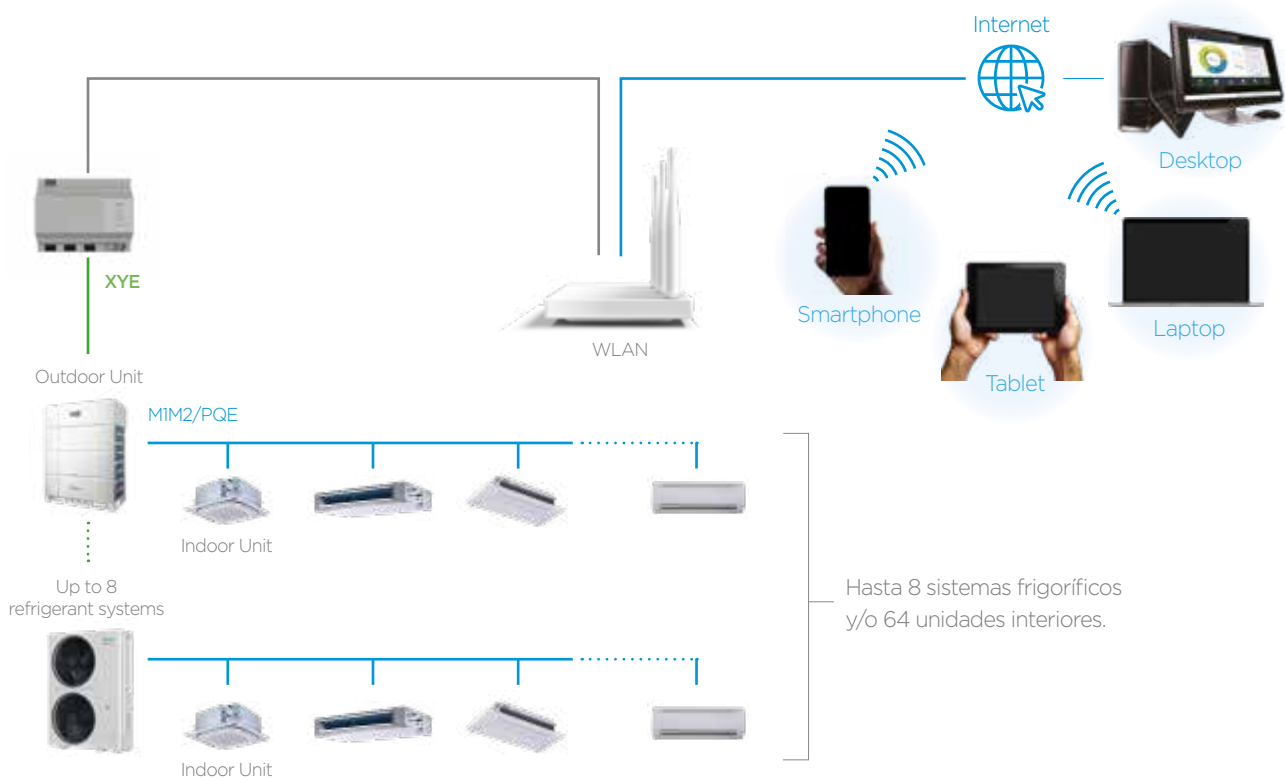 Internet
Desktop
XYE
Smartphone
Laptop
WLAN
Tablet
Outdoor Unit
M1M2/PQE
Indoor Unit
Up to 8
refrigerant systems
Hasta 8 sistemas frigoríficos
y/o 64 unidades interiores.
Indoor Unit